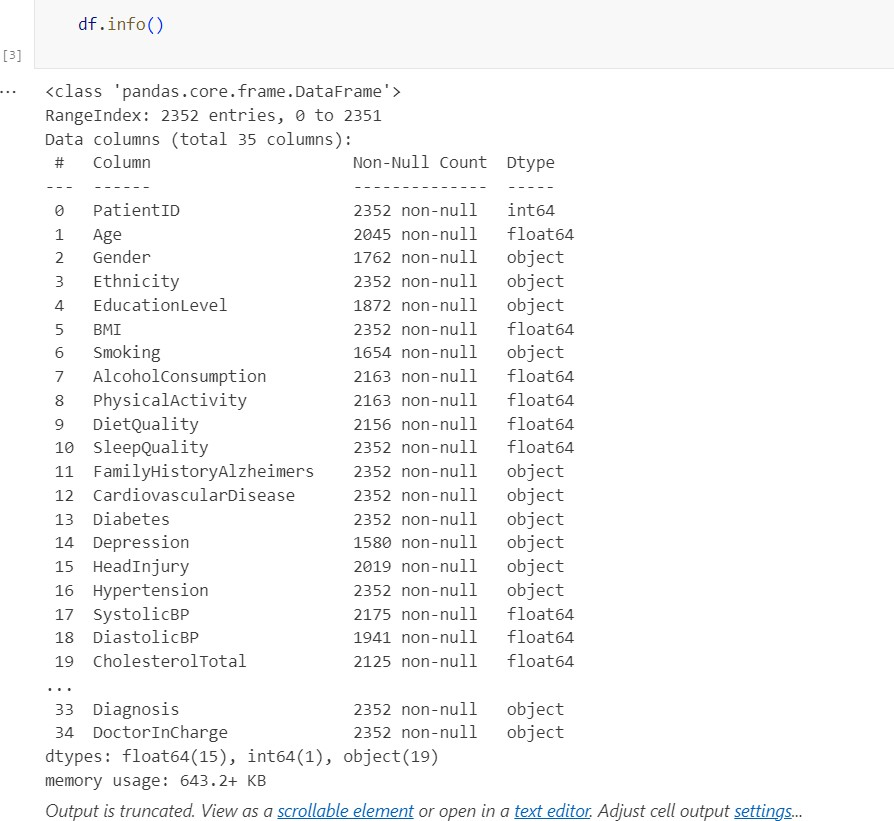 df.info()
[3]
... <class 'pandas.core.frame.DataFrame'>
RangeIndex: 2352 entries, 0 to 2351
Data columns (total 35 columns):
 #   Column                     Non-Null Count  Dtype
---  ------                     --------------  -----
 0   PatientID                  2352 non-null   int64
 1   Age                        2045 non-null   float64
 2   Gender                     1762 non-null   object
 3   Ethnicity                  2352 non-null   object
 4   EducationLevel             1872 non-null   object
 5   BMI                        2352 non-null   float64
 6   Smoking                    1654 non-null   object
 7   AlcoholConsumption         2163 non-null   float64
 8   PhysicalActivity           2163 non-null   float64
 9   DietQuality                2156 non-null   float64
 10  SleepQuality               2352 non-null   float64
 11  FamilyHistoryAlzheimers    2352 non-null   object
 12  CardiovascularDisease      2352 non-null   object
 13  Diabetes                   2352 non-null   object
 14  Depression                 1580 non-null   object
 15  HeadInjury                 2019 non-null   object
 16  Hypertension               2352 non-null   object
 17  SystolicBP                 2175 non-null   float64
 18  DiastolicBP                1941 non-null   float64
 19  CholesterolTotal           2125 non-null   float64
...
 33  Diagnosis                  2352 non-null   object
 34  DoctorInCharge             2352 non-null   object
dtypes: float64(15), int64(1), object(19)
memory usage: 643.2+ KB
Output is truncated. View as a scrollable element or open in a text editor. Adjust cell output settings...